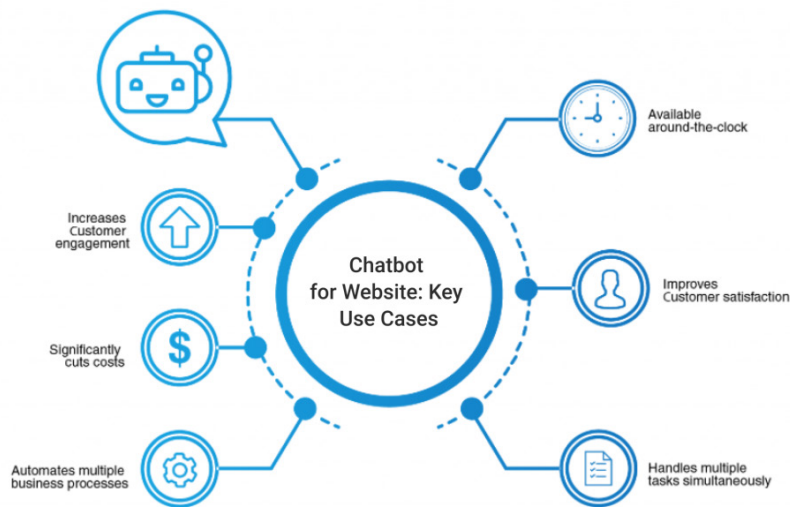 Chatbot
for Website: Key
Use Cases
Increases
Customer
engagement
Significantly
cuts costs
$
Automates multiple
business processes
Available
around-the-clock
Improves
Customer satisfaction
Handles multiple
tasks simultaneously